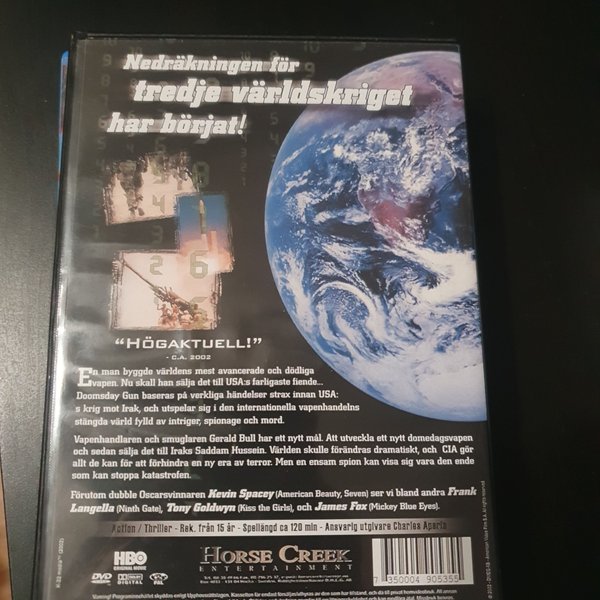 Nedräkningen för
tredje världskriget
har börjat!
"HÖGAKTUELL!"
- C.A. 2002
En man byggde världens mest avancerade och dödliga
vapen. Nu skall han sälja det till USA:s farligaste fiende...
Doomsday Gun baseras på verkliga händelser strax innan USA:
s krig mot Irak, och utspelar sig i den internationella vapenhandelns
stängda värld fylld av intriger, spionage och mord.
Vapenhandlaren och smugglaren Gerald Bull har ett nytt mål. Att utveckla ett nytt domedagsvapen
och sedan sälja det till Iraks Saddam Hussein. Världen skulle förändras dramatiskt, och CIA gör
allt de kan för att förhindra en ny era av terror. Men en ensam spion kan visa sig vara den ende
som kan stoppa katastrofen.
Förutom dubble Oscarsvinnaren Kevin Spacey (American Beauty, Seven) ser vi bland andra Frank
Langella (Ninth Gate), Tony Goldwyn (Kiss the Girls), och James Fox (Mickey Blue Eyes).
Action / Thriller - Rek. från 15 år - Spellängd ca 120 min - Ansvarig utgivare Charles Aperia
HBO
ORIGINAL MOVIE
HORSE CREEK
ENTERTAINMENT
DVD DOLBY DIGITAL PAL
7 350004 905355